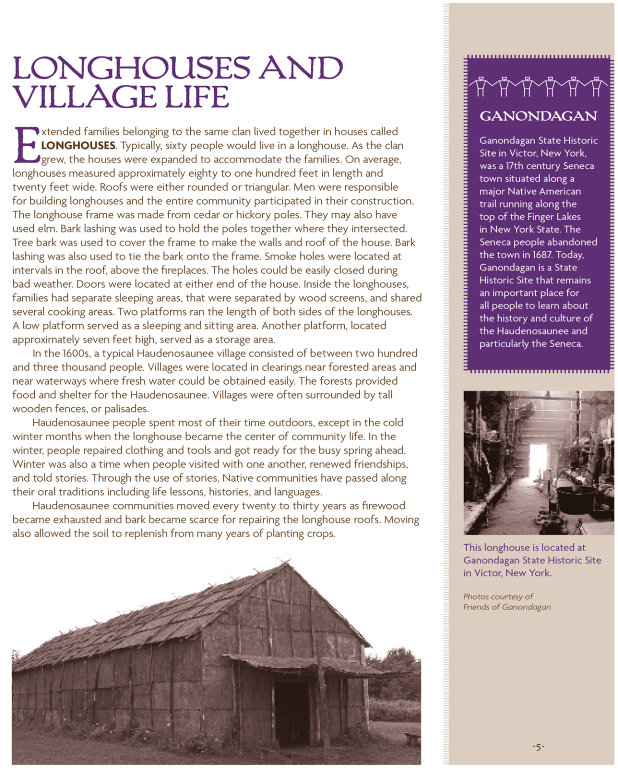 LONGHOUSES AND
VILLAGE LIFE
Extended families belonging to the same clan lived together in houses called
LONGHOUSES. Typically, sixty people would live in a longhouse. As the clan
grew, the houses were expanded to accommodate the families. On average,
longhouses measured approximately eighty to one hundred feet in length and
twenty feet wide. Roofs were either rounded or triangular. Men were responsible
for building longhouses and the entire community participated in their construction.
The longhouse frame was made from cedar or hickory poles. They may also have
used elm. Bark lashing was used to hold the poles together where they intersected.
Tree bark was used to cover the frame to make the walls and roof of the house. Bark
lashing was also used to tie the bark onto the frame. Smoke holes were located at
intervals in the roof, above the fireplaces. The holes could be easily closed during
bad weather. Doors were located at either end of the house. Inside the longhouses,
families had separate sleeping areas, that were separated by wood screens, and shared
several cooking areas. Two platforms ran the length of both sides of the longhouses.
A low platform served as a sleeping and sitting area. Another platform, located
approximately seven feet high, served as a storage area.
In the 1600s, a typical Haudenosaunee village consisted of between two hundred
and three thousand people. Villages were located in clearings near forested areas and
near waterways where fresh water could be obtained easily. The forests provided
food and shelter for the Haudenosaunee. Villages were often surrounded by tall
wooden fences, or palisades.
Haudenosaunee people spent most of their time outdoors, except in the cold
winter months when the longhouse became the center of community life. In the
winter, people repaired clothing and tools and got ready for the busy spring ahead.
Winter was also a time when people visited with one another, renewed friendships,
and told stories. Through the use of stories, Native communities have passed along
their oral traditions including life lessons, histories, and languages.
Haudenosaunee communities moved every twenty to thirty years as firewood
became exhausted and bark became scarce for repairing the longhouse roofs. Moving
also allowed the soil to replenish from many years of planting crops.
GANONDAGAN
Ganondagan State Historic
Site in Victor, New York,
was a 17th century Seneca
town situated along a
major Native American
trail running along the
top of the Finger Lakes
in New York State. The
Seneca people abandoned
the town in 1687. Today,
Ganondagan is a State
Historic Site that remains
an important place for
all people to learn about
the history and culture of
the Haudenosaunee and
particularly the Seneca.
This longhouse is located at
Ganondagan State Historic Site
in Victor, New York.
Photos courtesy of
Friends of Ganondagan
-5-